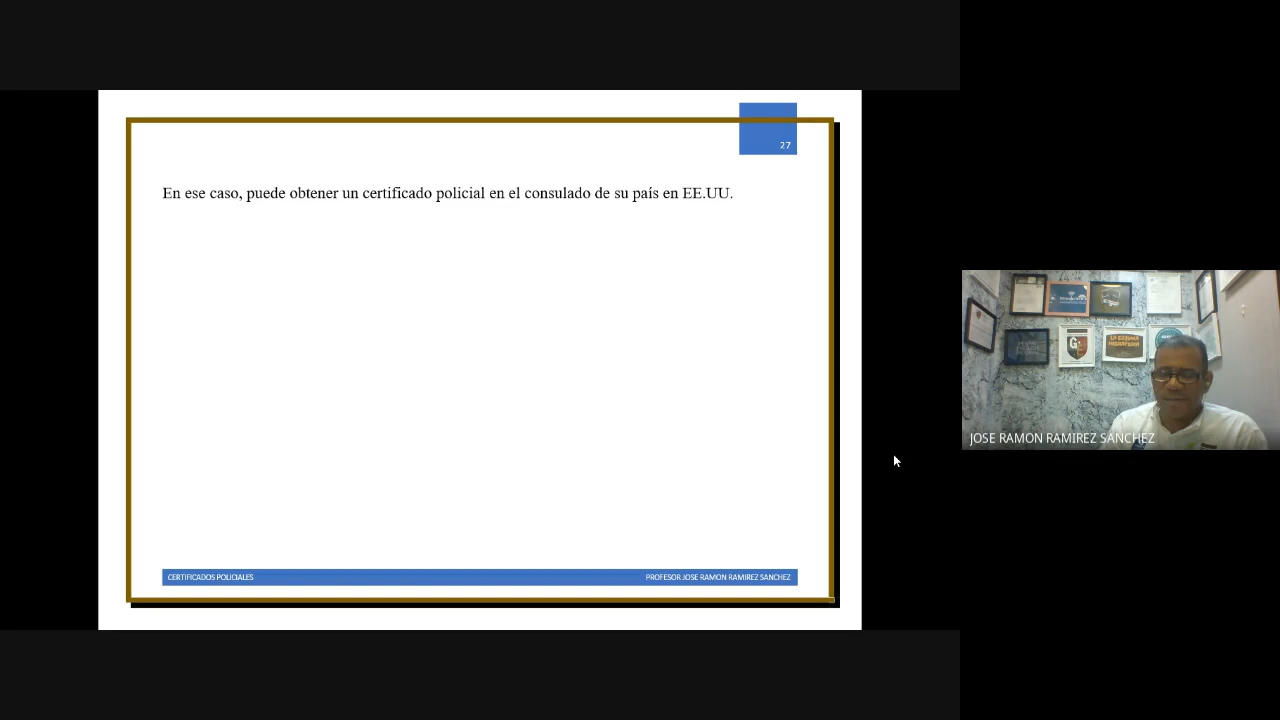 27
En ese caso, puede obtener un certificado policial en el consulado de su país en EE.UU.
CERTIFICADOS POLICIALES
PROFESOR JOSE RAMON RAMIREZ SANCHEZ
JOSE RAMON RAMIREZ SANCHEZ